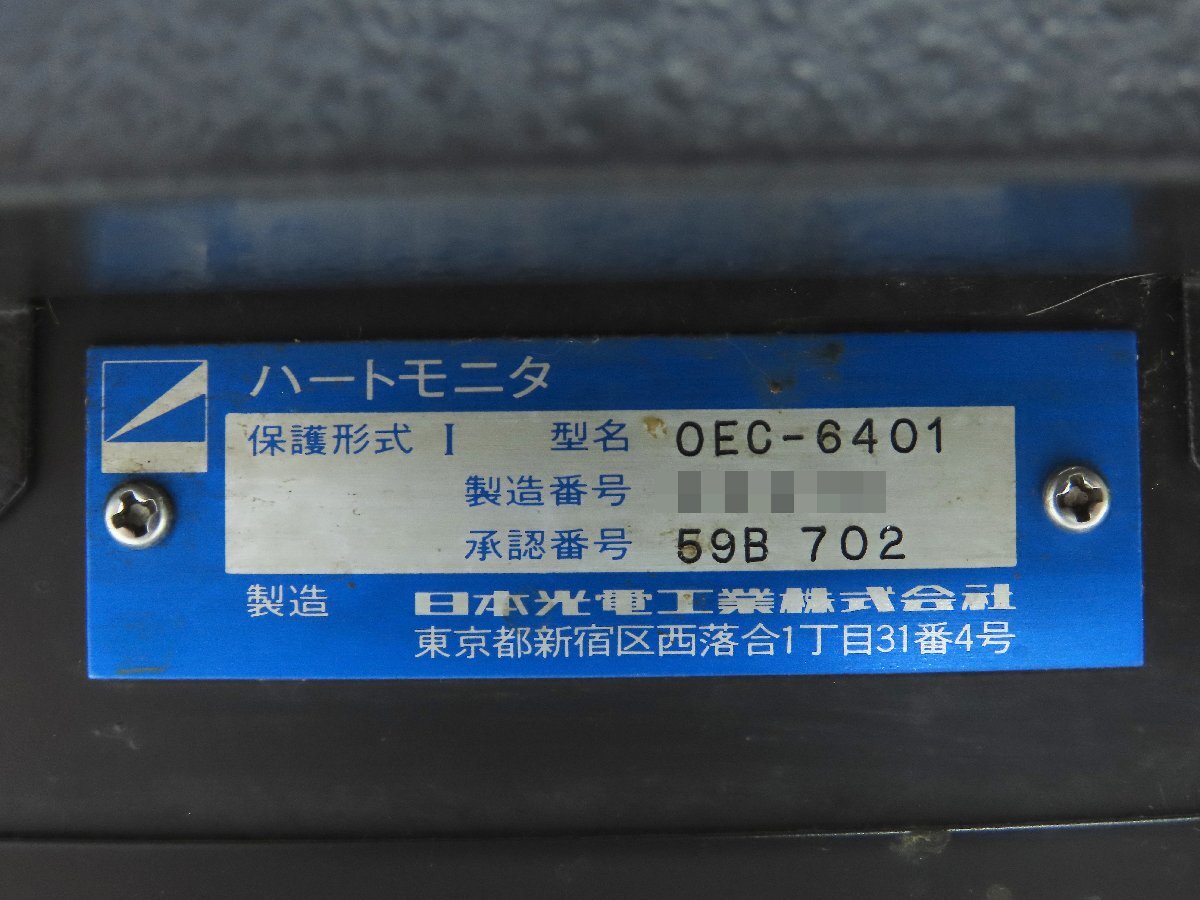 ハートモニタ
保護形式 I 型名 OEC-6401
製造番号
承認番号 59B 702
製造 日本光電工業株式会社
東京都新宿区西落合1丁目31番4号